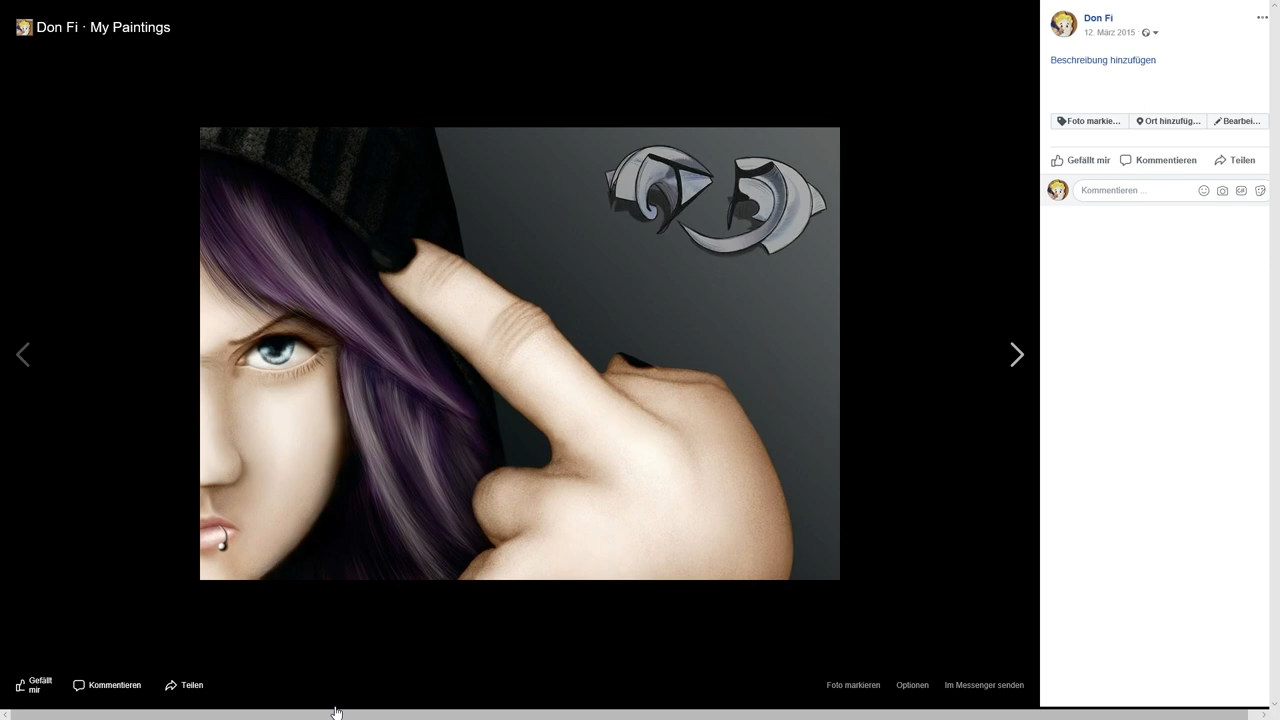 Don Fi · My Paintings
Don Fi
12. März 2015 ·
Beschreibung hinzufügen
Foto markie...
Ort hinzufüg...
Bearbei...
Gefällt mir
Kommentieren
Teilen
Kommentieren ...
GIF
Gefällt
mir
Kommentieren
Teilen
Foto markieren
Optionen
Im Messenger senden